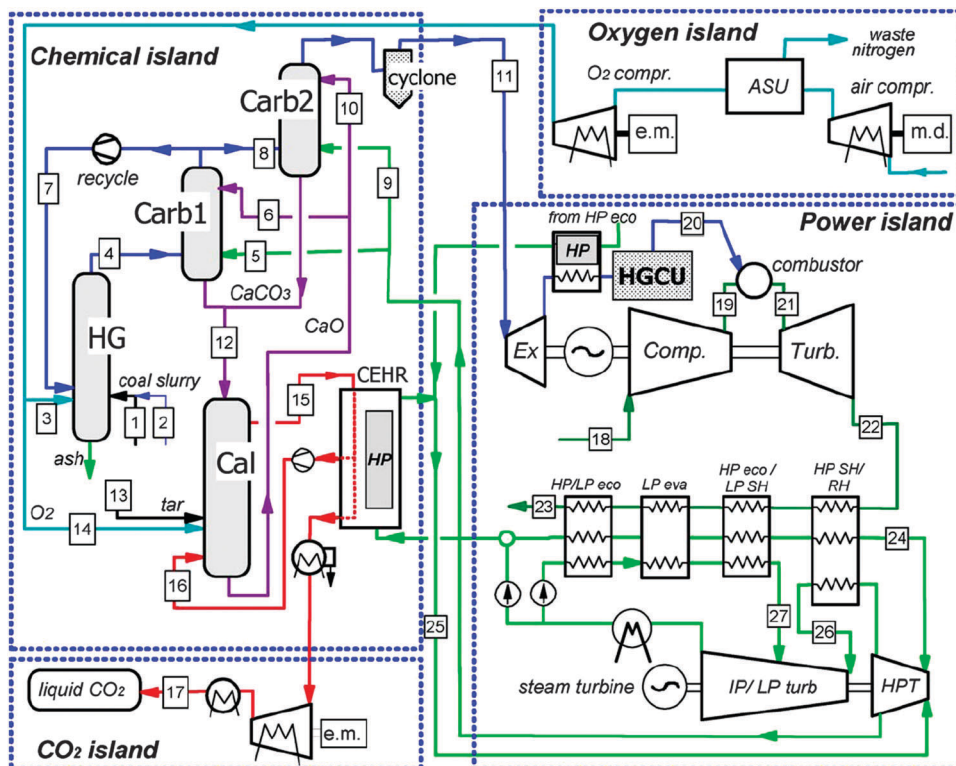 Chemical island
Oxygen island
waste
nitrogen
O2 compr.
ASU
air compr.
e.m.
m.d.
cyclone
11
Carb2
10
recycle
8
7
9
Carb1
6
5
4
CaCO3
CaO
HG
12
coal slurry
3
1
2
ash
Cal
15
CEHR
HP
13
tar
O2
14
16
Power island
from HP eco
HP
HGCU
20
combustor
19
21
Ex
Comp.
Turb.
18
22
HP/LP eco
LP eva
HP eco /
LP SH
HP SH/
RH
23
24
25
27
26
steam turbine
IP/ LP turb
HPT
liquid CO2
17
e.m.
CO2 island